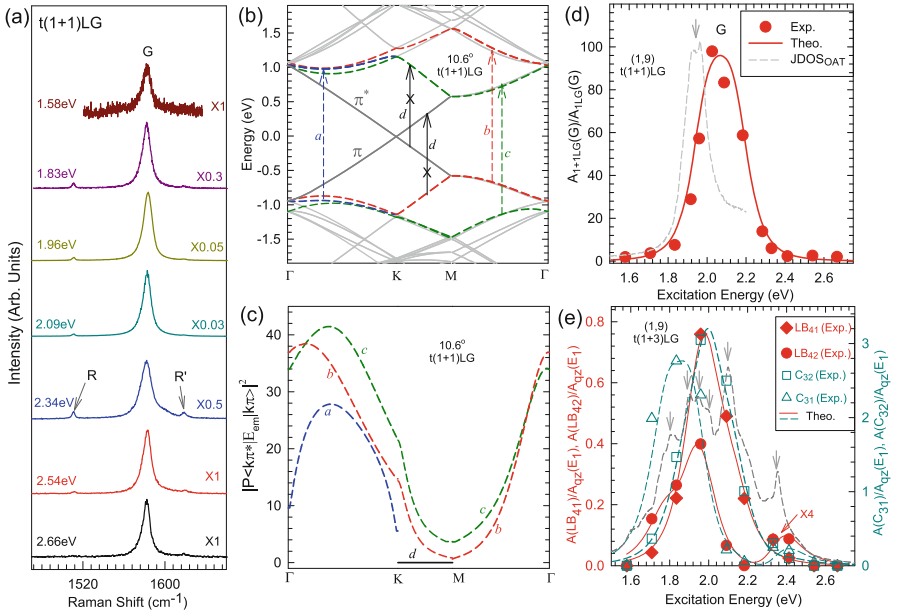 (a)
t(1+1)LG
G
1.58eV
X1
1.83eV
X0.3
1.96eV
X0.05
2.09eV
X0.03
R
R'
2.34eV
X0.5
2.54eV
X1
2.66eV
X1
1520
1600
Raman Shift (cm-1)
Intensity (Arb. Units)
(b)
10.6°
t(1+1)LG
π*
π
a
d
d
b
c
X
X
1.5
1.0
0.5
0.0
-0.5
-1.0
-1.5
Energy (eV)
Γ
K
M
Γ
(c)
10.6°
t(1+1)LG
c
b
a
d
c
b
40
30
20
10
0
|P<kπ*|Eem|kπ>|2
Γ
K
M
Γ
(d)
G
(1,9)
t(1+1)LG
Exp.
Theo.
JDOSOAT
100
80
60
40
20
0
A1+1LG(G)/A1LG(G)
1.6
1.8
2.0
2.2
2.4
2.6
Excitation Energy (eV)
(e)
(1,9)
t(1+3)LG
LB41(Exp.)
LB42(Exp.)
C32(Exp.)
C31(Exp.)
Theo.
X4
0.8
0.6
0.4
0.2
0.0
A(LB41)/Aqz(E1), A(LB42)/Aqz(E1)
3
2
1
0
A(C31)/Aqz(E1), A(C32)/Aqz(E1)
1.6
1.8
2.0
2.2
2.4
2.6
Excitation Energy (eV)